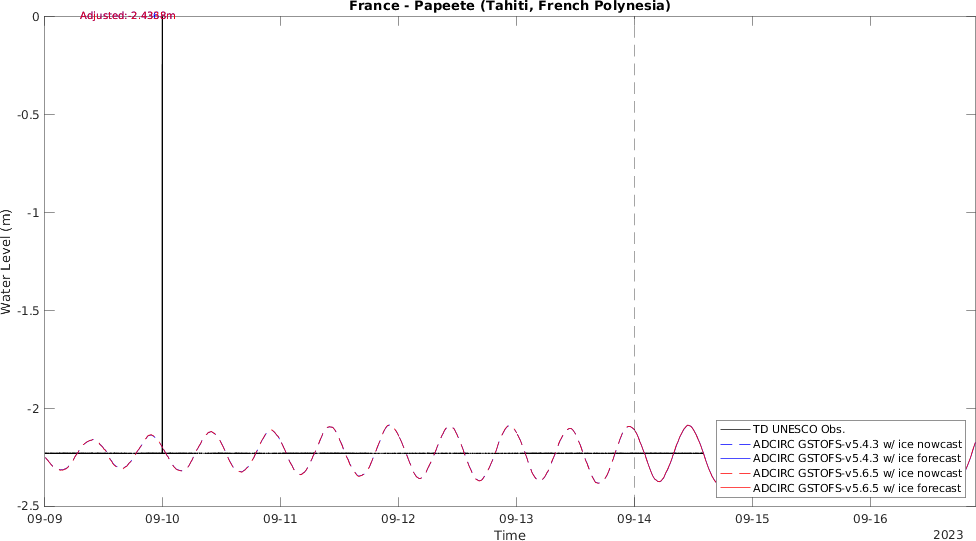 France - Papeete (Tahiti, French Polynesia)
Adjusted:-2.4368m
0
-0.5
-1
-1.5
-2
-2.5
Water Level (m)
TD UNESCO Obs.
ADCIRC GSTOFS-v5.4.3 w/ ice nowcast
ADCIRC GSTOFS-v5.4.3 w/ ice forecast
ADCIRC GSTOFS-v5.6.5 w/ ice nowcast
ADCIRC GSTOFS-v5.6.5 w/ ice forecast
09-09 09-10 09-11 09-12 09-13 09-14 09-15 09-16
Time
2023